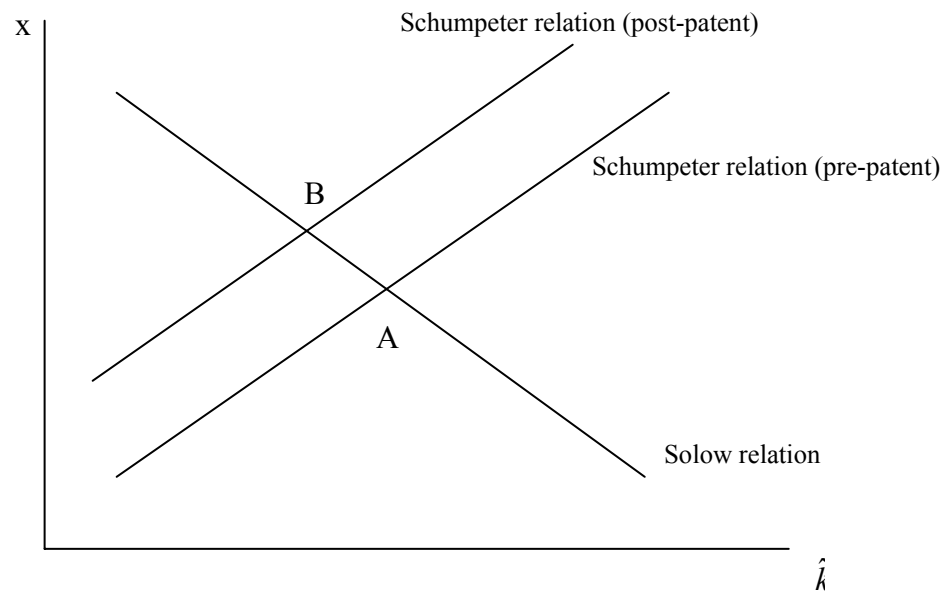 x
Schumpeter relation (post-patent)
Schumpeter relation (pre-patent)
B
A
Solow relation
k̂